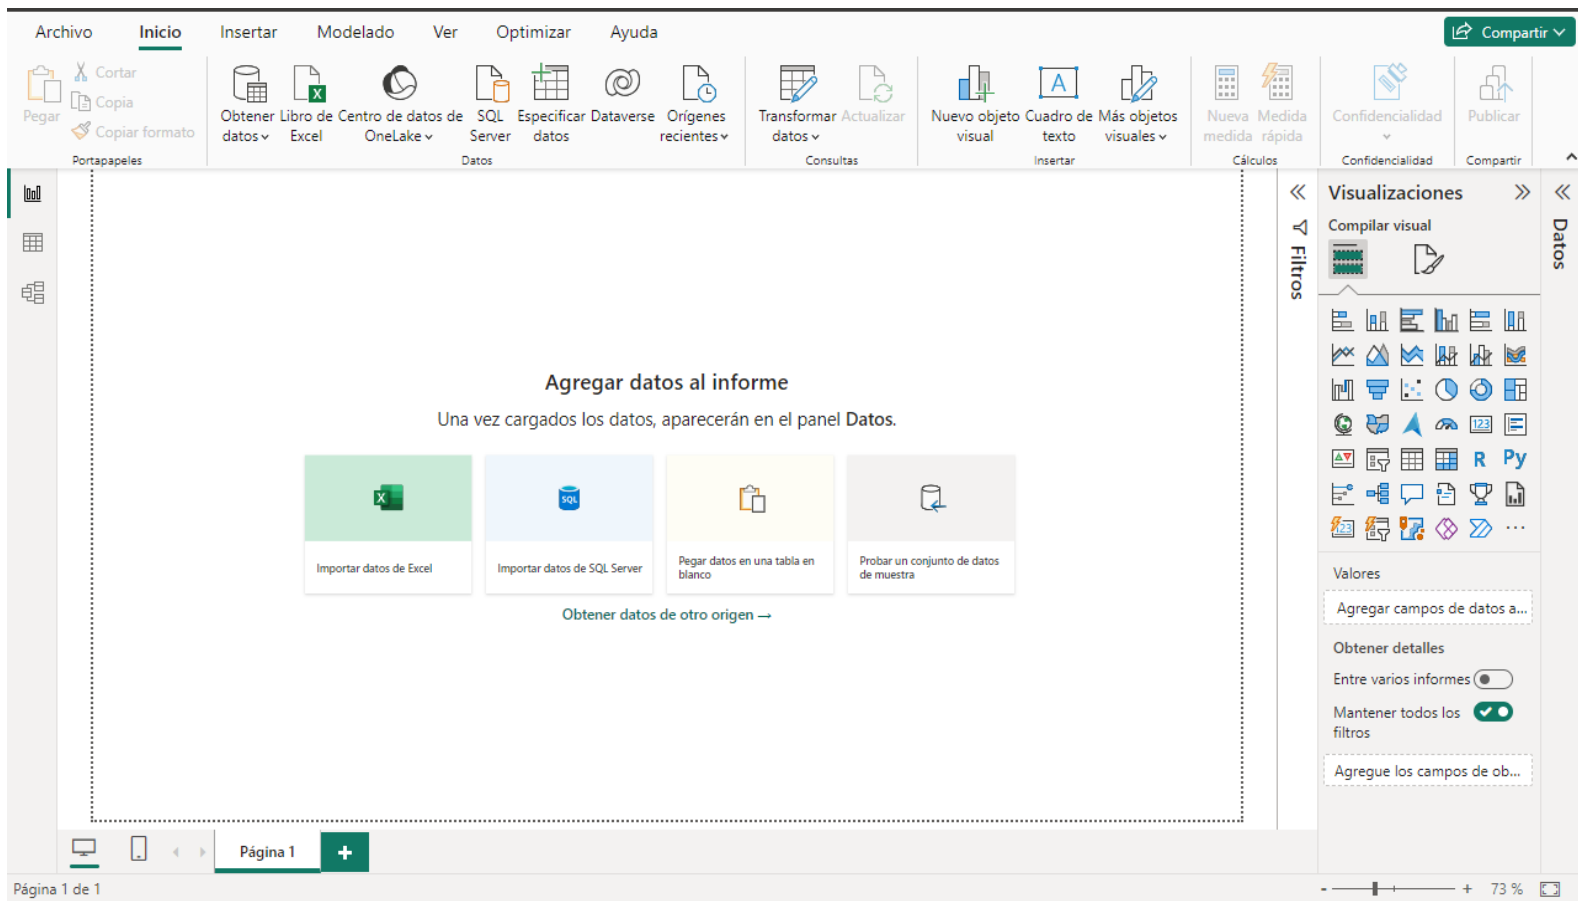 Archivo Inicio Insertar Modelado Ver Optimizar Ayuda
Compartir
Pegar
Cortar
Copia
Copiar formato
Portapapeles
Obtener
datos
Libro de
Excel
Centro de datos de
OneLake
SQL
Server
Especificar
datos
Dataverse
Orígenes
recientes
Datos
Transformar
datos
Actualizar
Consultas
Nuevo objeto
visual
Cuadro de
texto
A
Más objetos
visuales
Insertar
Nueva
medida
Medida
rápida
Cálculos
Confidencialidad
Confidencialidad
Publicar
Compartir
Agregar datos al informe
Una vez cargados los datos, aparecerán en el panel Datos.
X
SQL
Importar datos de Excel
Importar datos de SQL Server
Pegar datos en una tabla en
blanco
Probar un conjunto de datos
de muestra
Obtener datos de otro origen →
Filtros
Visualizaciones
Compilar visual
123
R
Py
123
Valores
Agregar campos de datos a...
Obtener detalles
Entre varios informes
Mantener todos los
filtros
Agregue los campos de ob...
Datos
Página 1
+
Página 1 de 1
- + 73 %